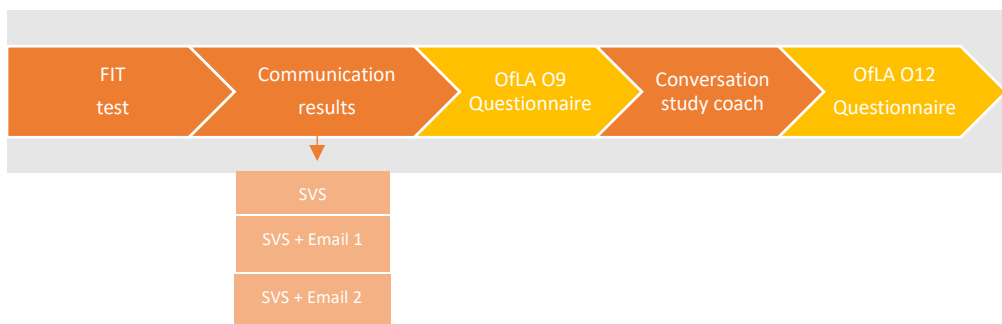 FIT
test
Communication
results
OfLA O9
Questionnaire
Conversation
study coach
OfLA O12
Questionnaire
SVS
SVS + Email 1
SVS + Email 2